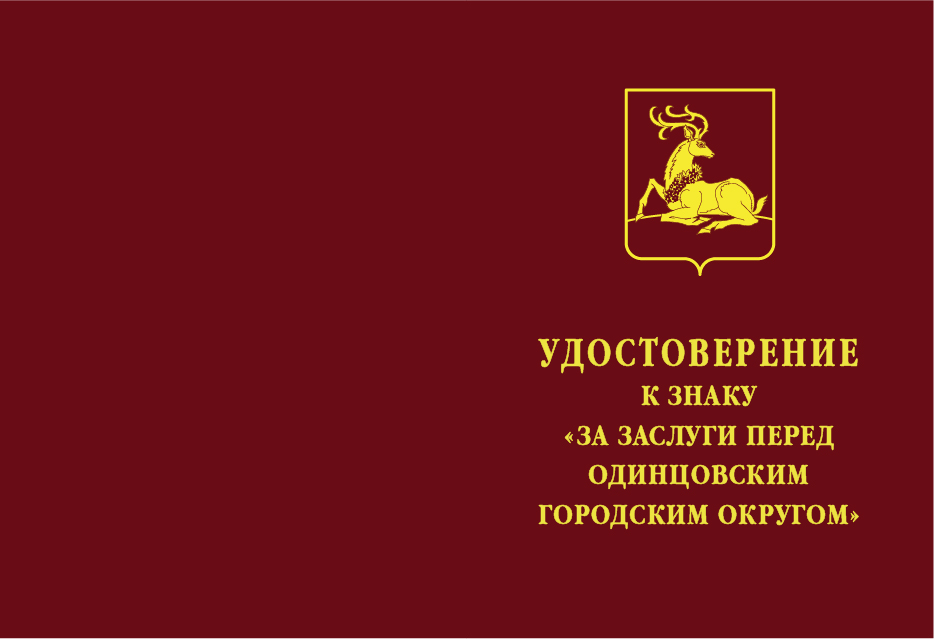 УДОСТОВЕРЕНИЕ
К ЗНАКУ
«ЗА ЗАСЛУГИ ПЕРЕД
ОДИНЦОВСКИМ
ГОРОДСКИМ ОКРУГОМ»